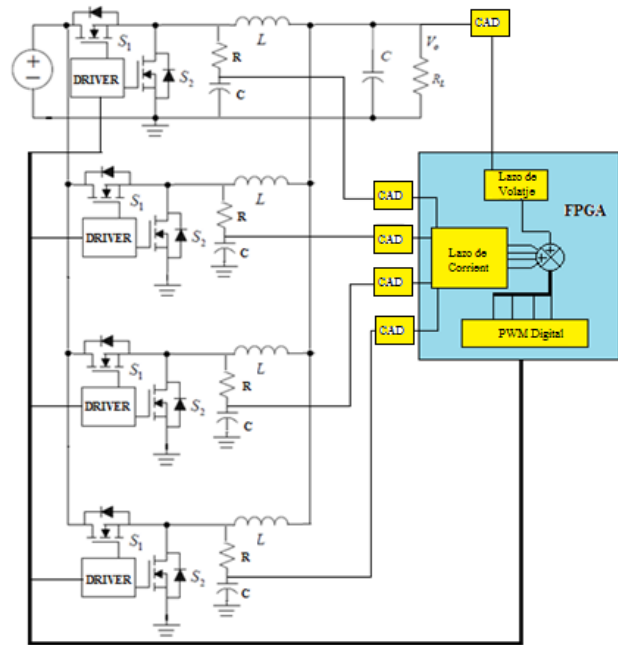 CAD
S1
L
R
C
C
Vo
RL
DRIVER
S2
Lazo de
Volatje
FPGA
S1
L
R
C
DRIVER
S2
CAD
CAD
CAD
CAD
Lazo de
Corrient
PWM Digital
S1
L
R
C
DRIVER
S2
S1
L
R
C
DRIVER
S2